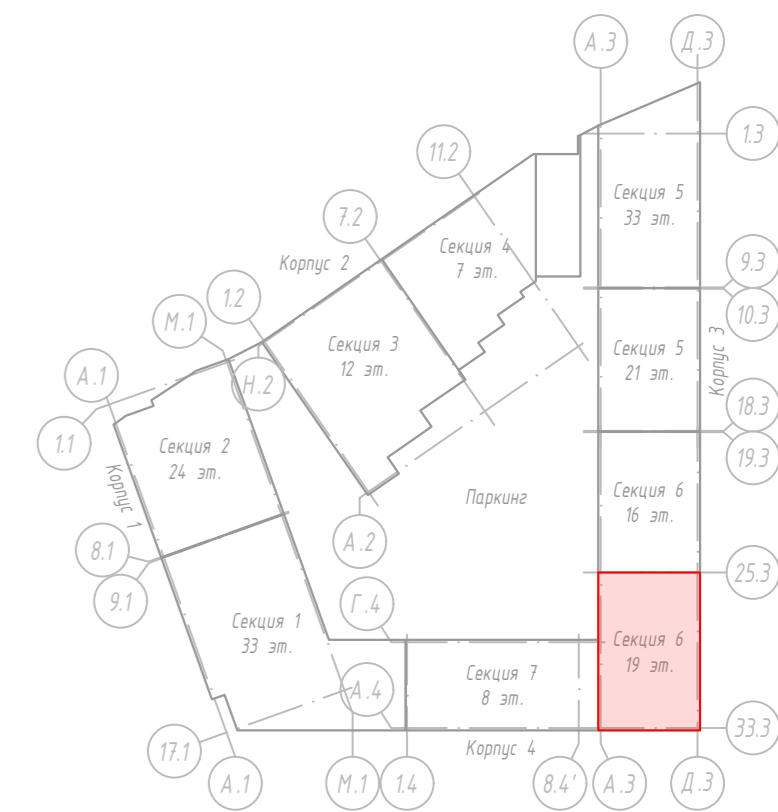 А.3
Д.3
1.3
11.2
Секция 5
33 эт.
7.2
Секция 4
7 эт.
Корпус 2
9.3
10.3
1.2
М.1
Секция 3
12 эт.
Секция 5
21 эт.
Корпус 3
А.1
Н.2
18.3
19.3
1.1
Секция 2
24 эт.
Корпус 1
Паркинг
Секция 6
16 эт.
8.1
9.1
А.2
25.3
Г.4
Секция 1
33 эт.
Секция 6
19 эт.
Секция 7
8 эт.
А.4
33.3
17.1
Корпус 4
А.1
М.1
1.4
8.4'
А.3
Д.3